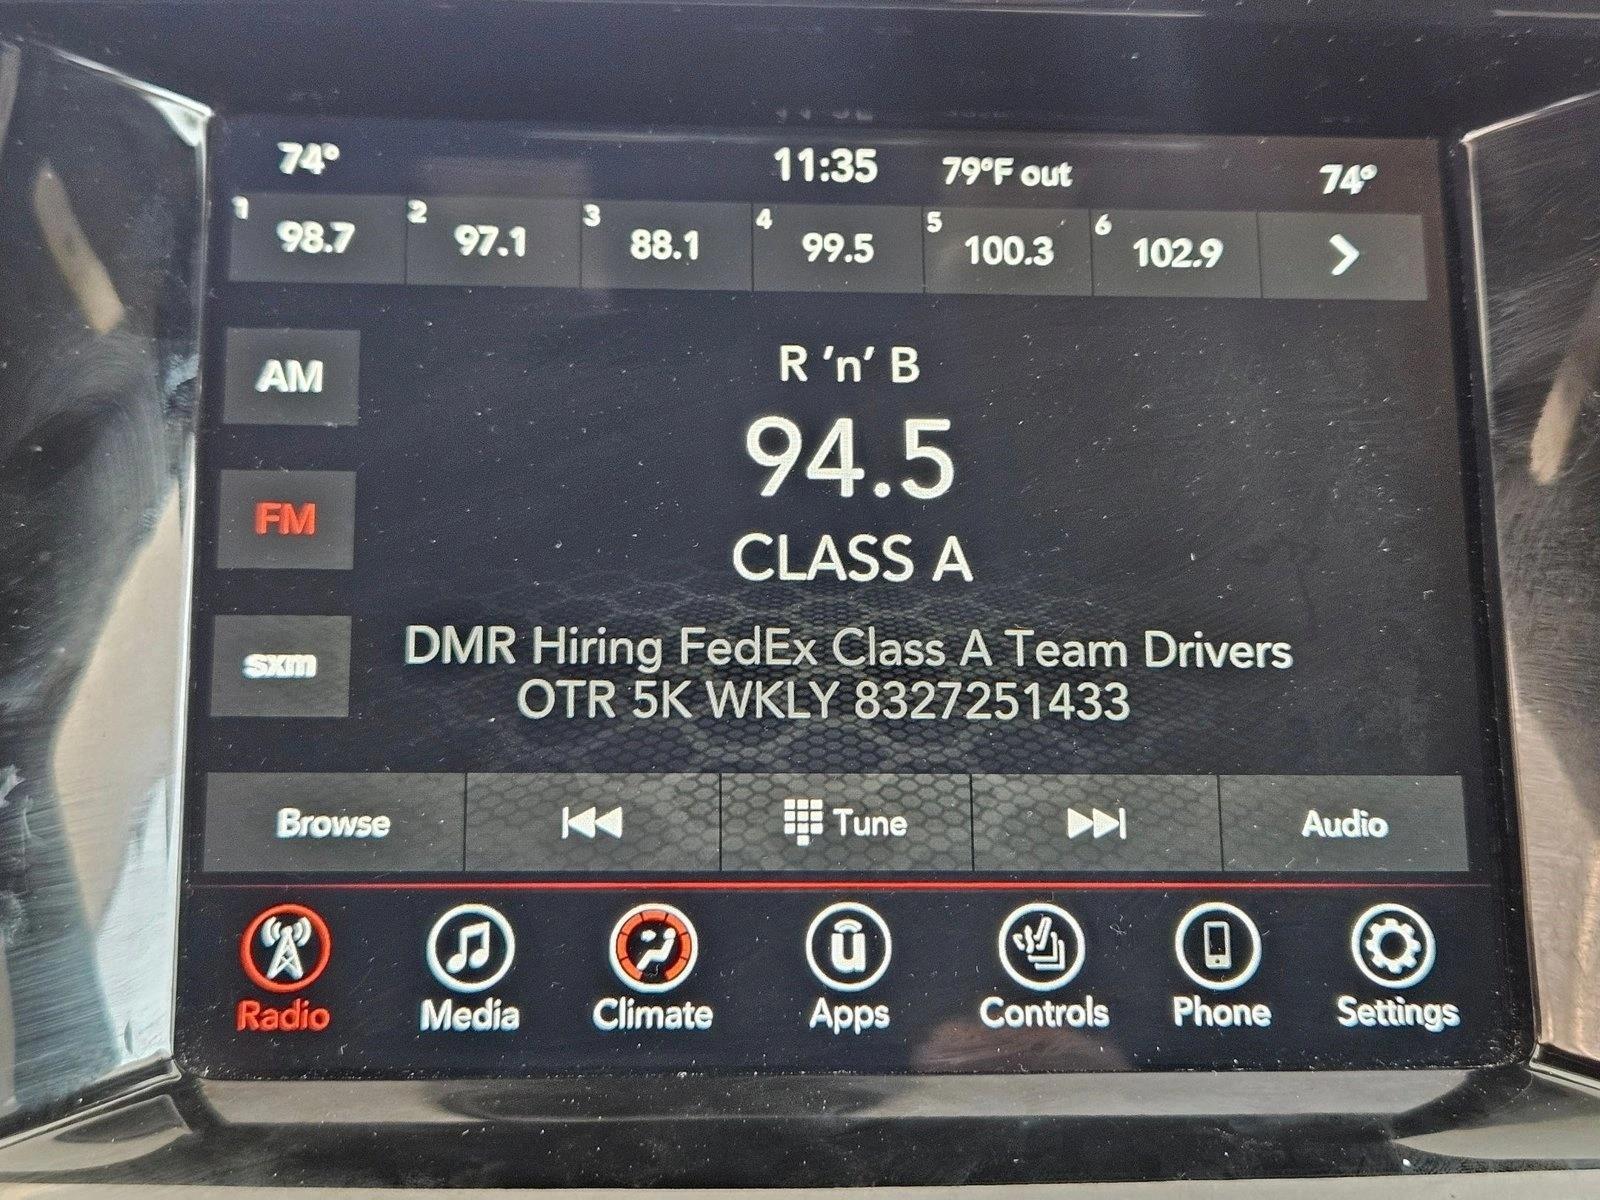 74° 11:35 79°F out 74°
1 98.7 2 97.1 3 88.1 4 99.5 5 100.3 6 102.9
R 'n' B
AM
94.5
FM
CLASS A
sxm
DMR Hiring FedEx Class A Team Drivers
OTR 5K WKLY 8327251433
Browse Tune Audio
Radio Media Climate Apps Controls Phone Settings